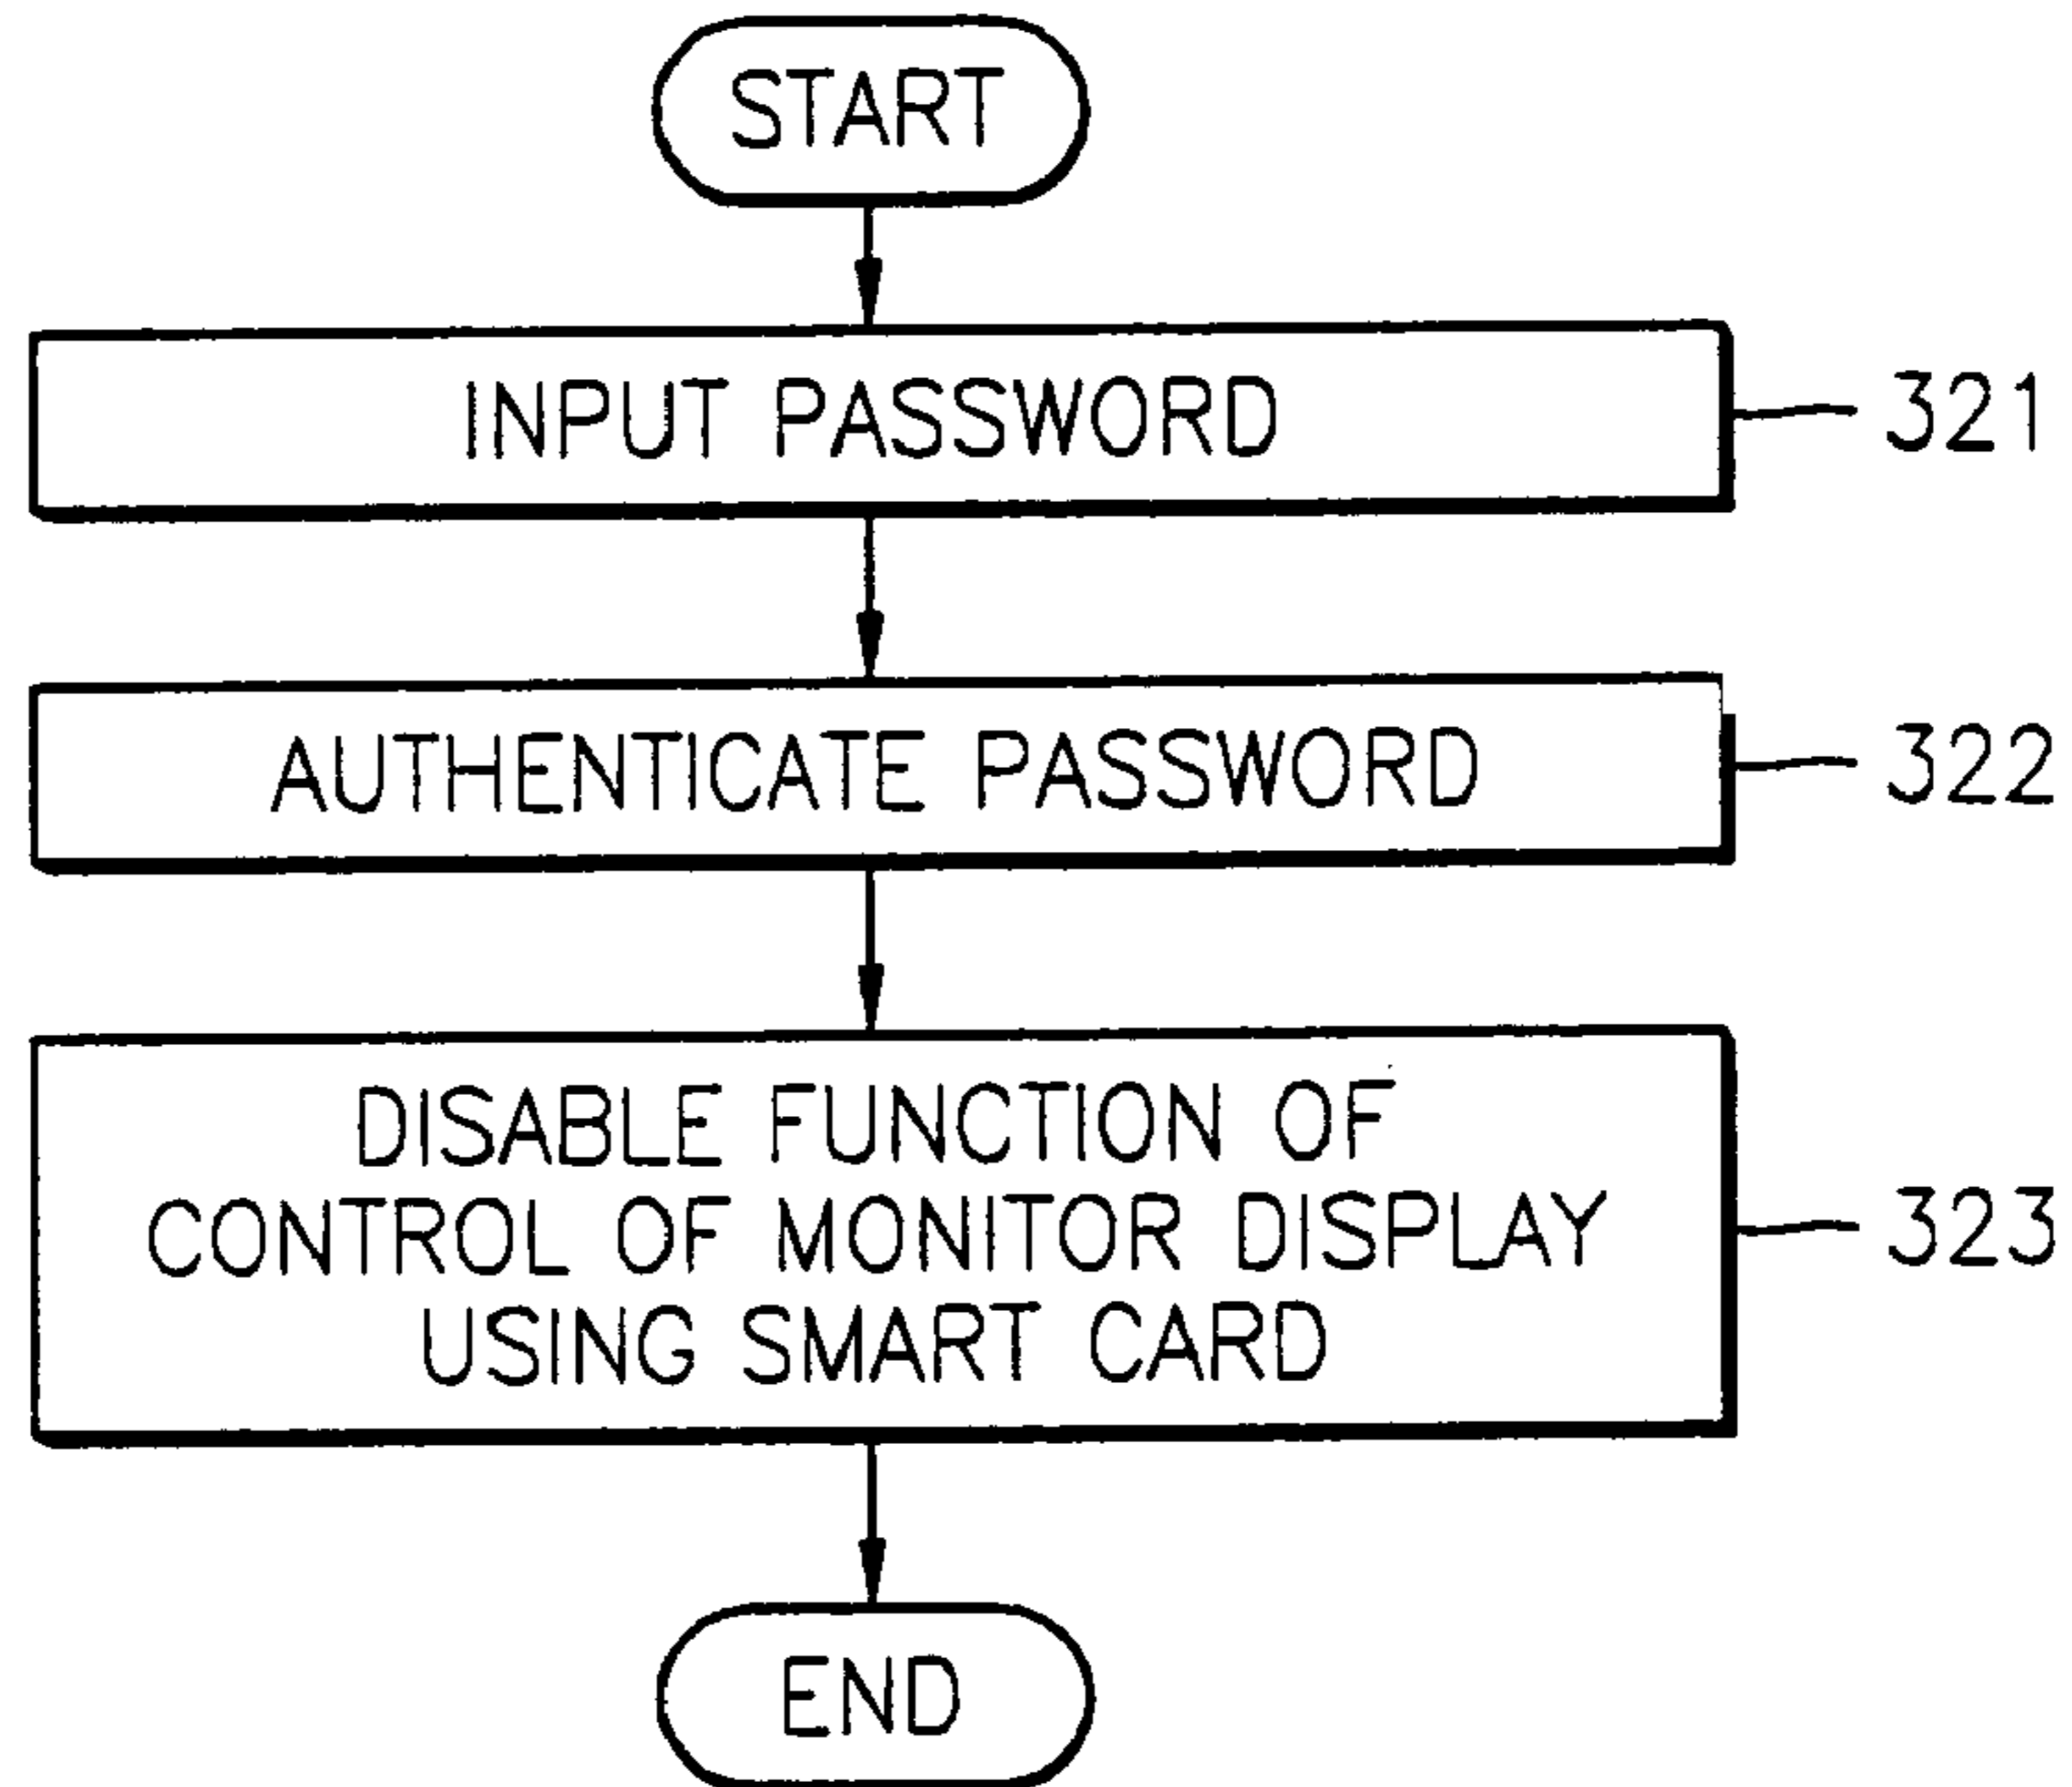 START
INPUT PASSWORD
321
AUTHENTICATE PASSWORD
322
DISABLE FUNCTION OF
CONTROL OF MONITOR DISPLAY
USING SMART CARD
323
END